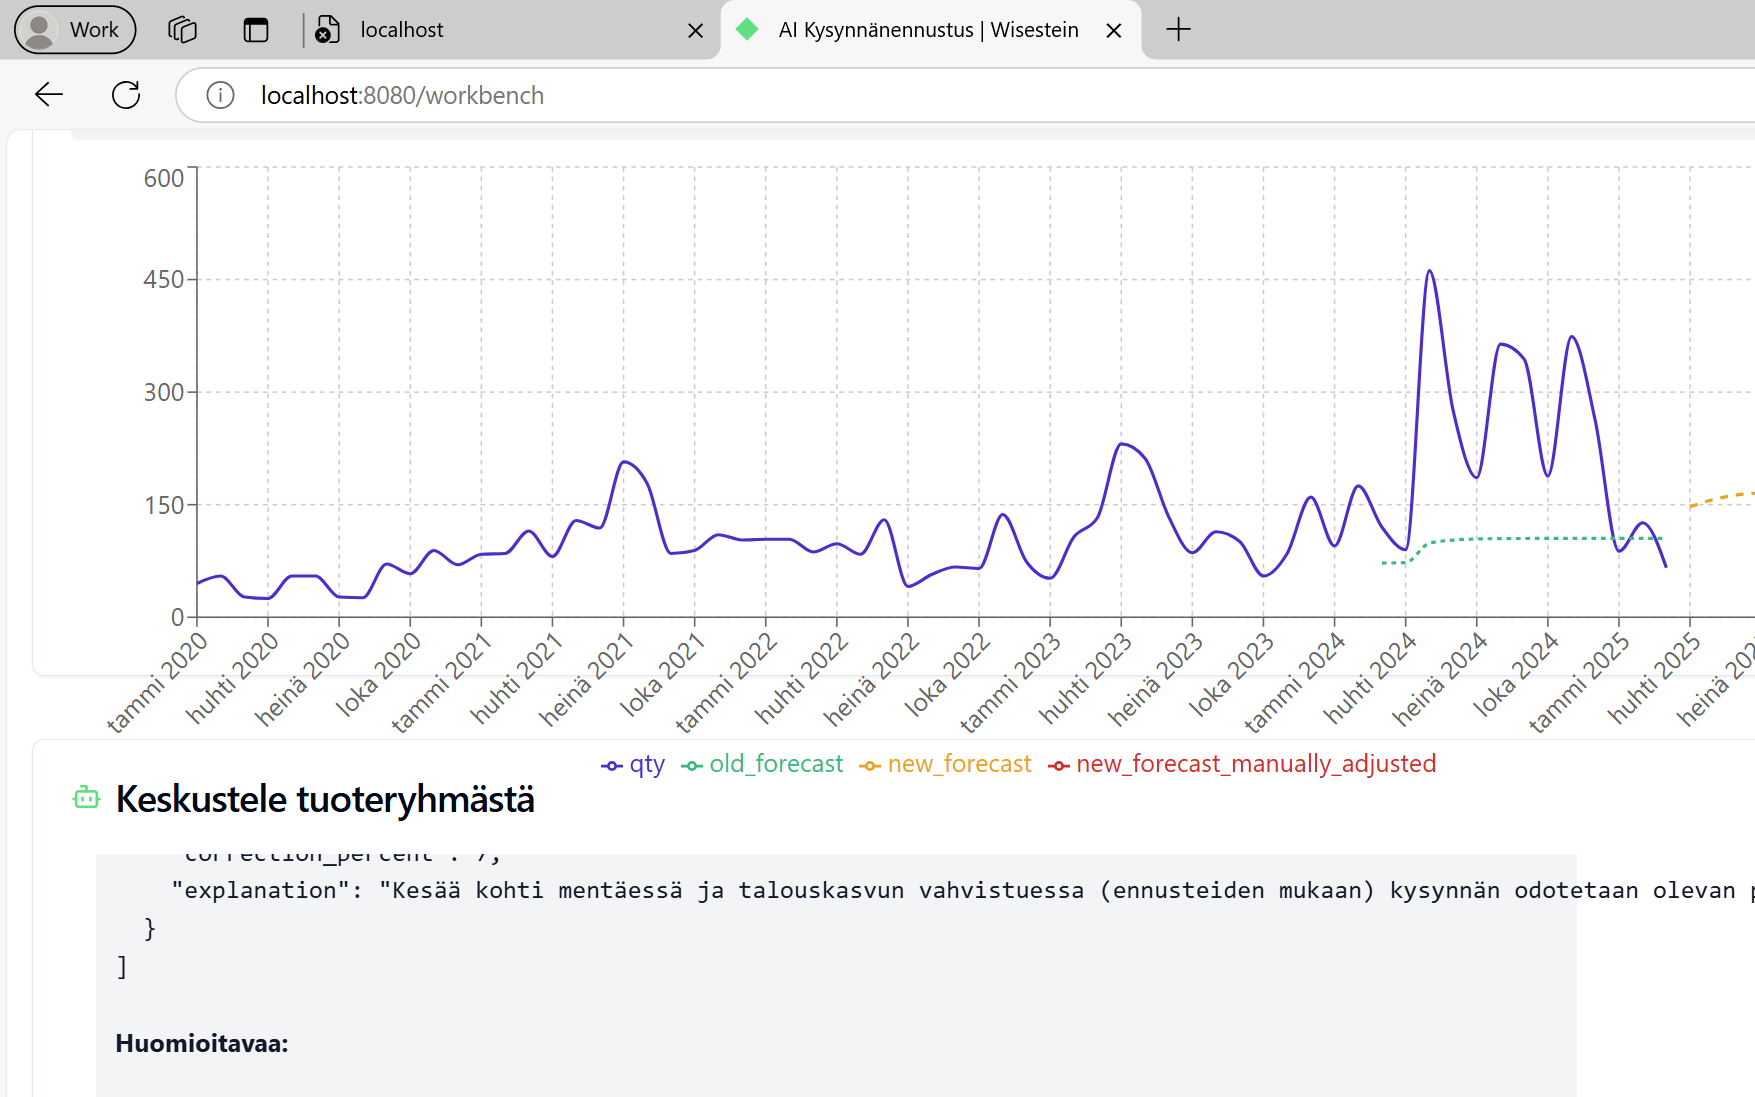 Work
localhost
AI Kysynnänennustus | Wisestein
localhost:8080/workbench
600
450
300
150
0
tammi 2020
huhti 2020
heinä 2020
loka 2020
tammi 2021
huhti 2021
heinä 2021
loka 2021
tammi 2022
huhti 2022
heinä 2022
loka 2022
tammi 2023
huhti 2023
heinä 2023
loka 2023
tammi 2024
huhti 2024
heinä 2024
loka 2024
tammi 2025
huhti 2025
heinä 202
qty old_forecast new_forecast new_forecast_manually_adjusted
Keskustele tuoteryhmästä
"correction_percent": 7,
"explanation": "Kesää kohti mentäessä ja talouskasvun vahvistuessa (ennusteiden mukaan) kysynnän odotetaan olevan
}
]
Huomioitavaa: